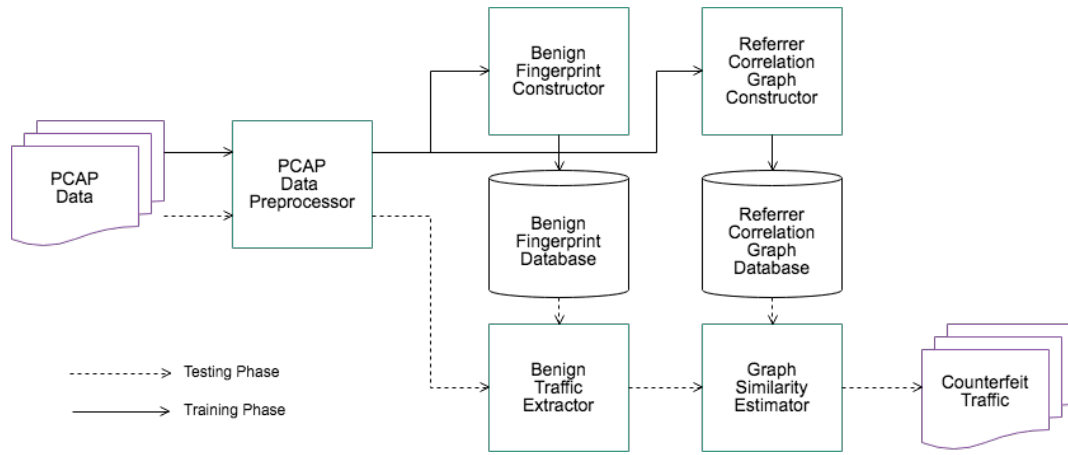 PCAP
Data
PCAP
Data
Preprocessor
Benign
Fingerprint
Constructor
Referrer
Correlation
Graph
Constructor
Benign
Fingerprint
Database
Referrer
Correlation
Graph
Database
Benign
Traffic
Extractor
Graph
Similarity
Estimator
Counterfeit
Traffic
Testing Phase
Training Phase